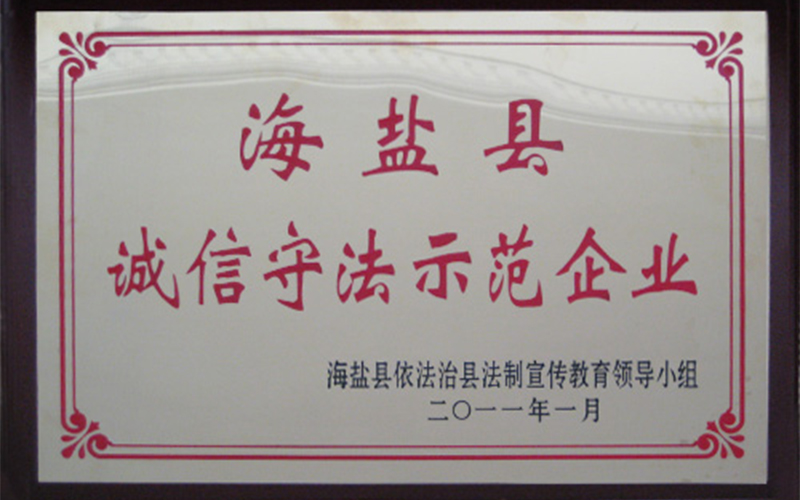 海盐县
诚信守法示范企业
海盐县依法治县法制宣传教育领导小组
二〇一一年一月